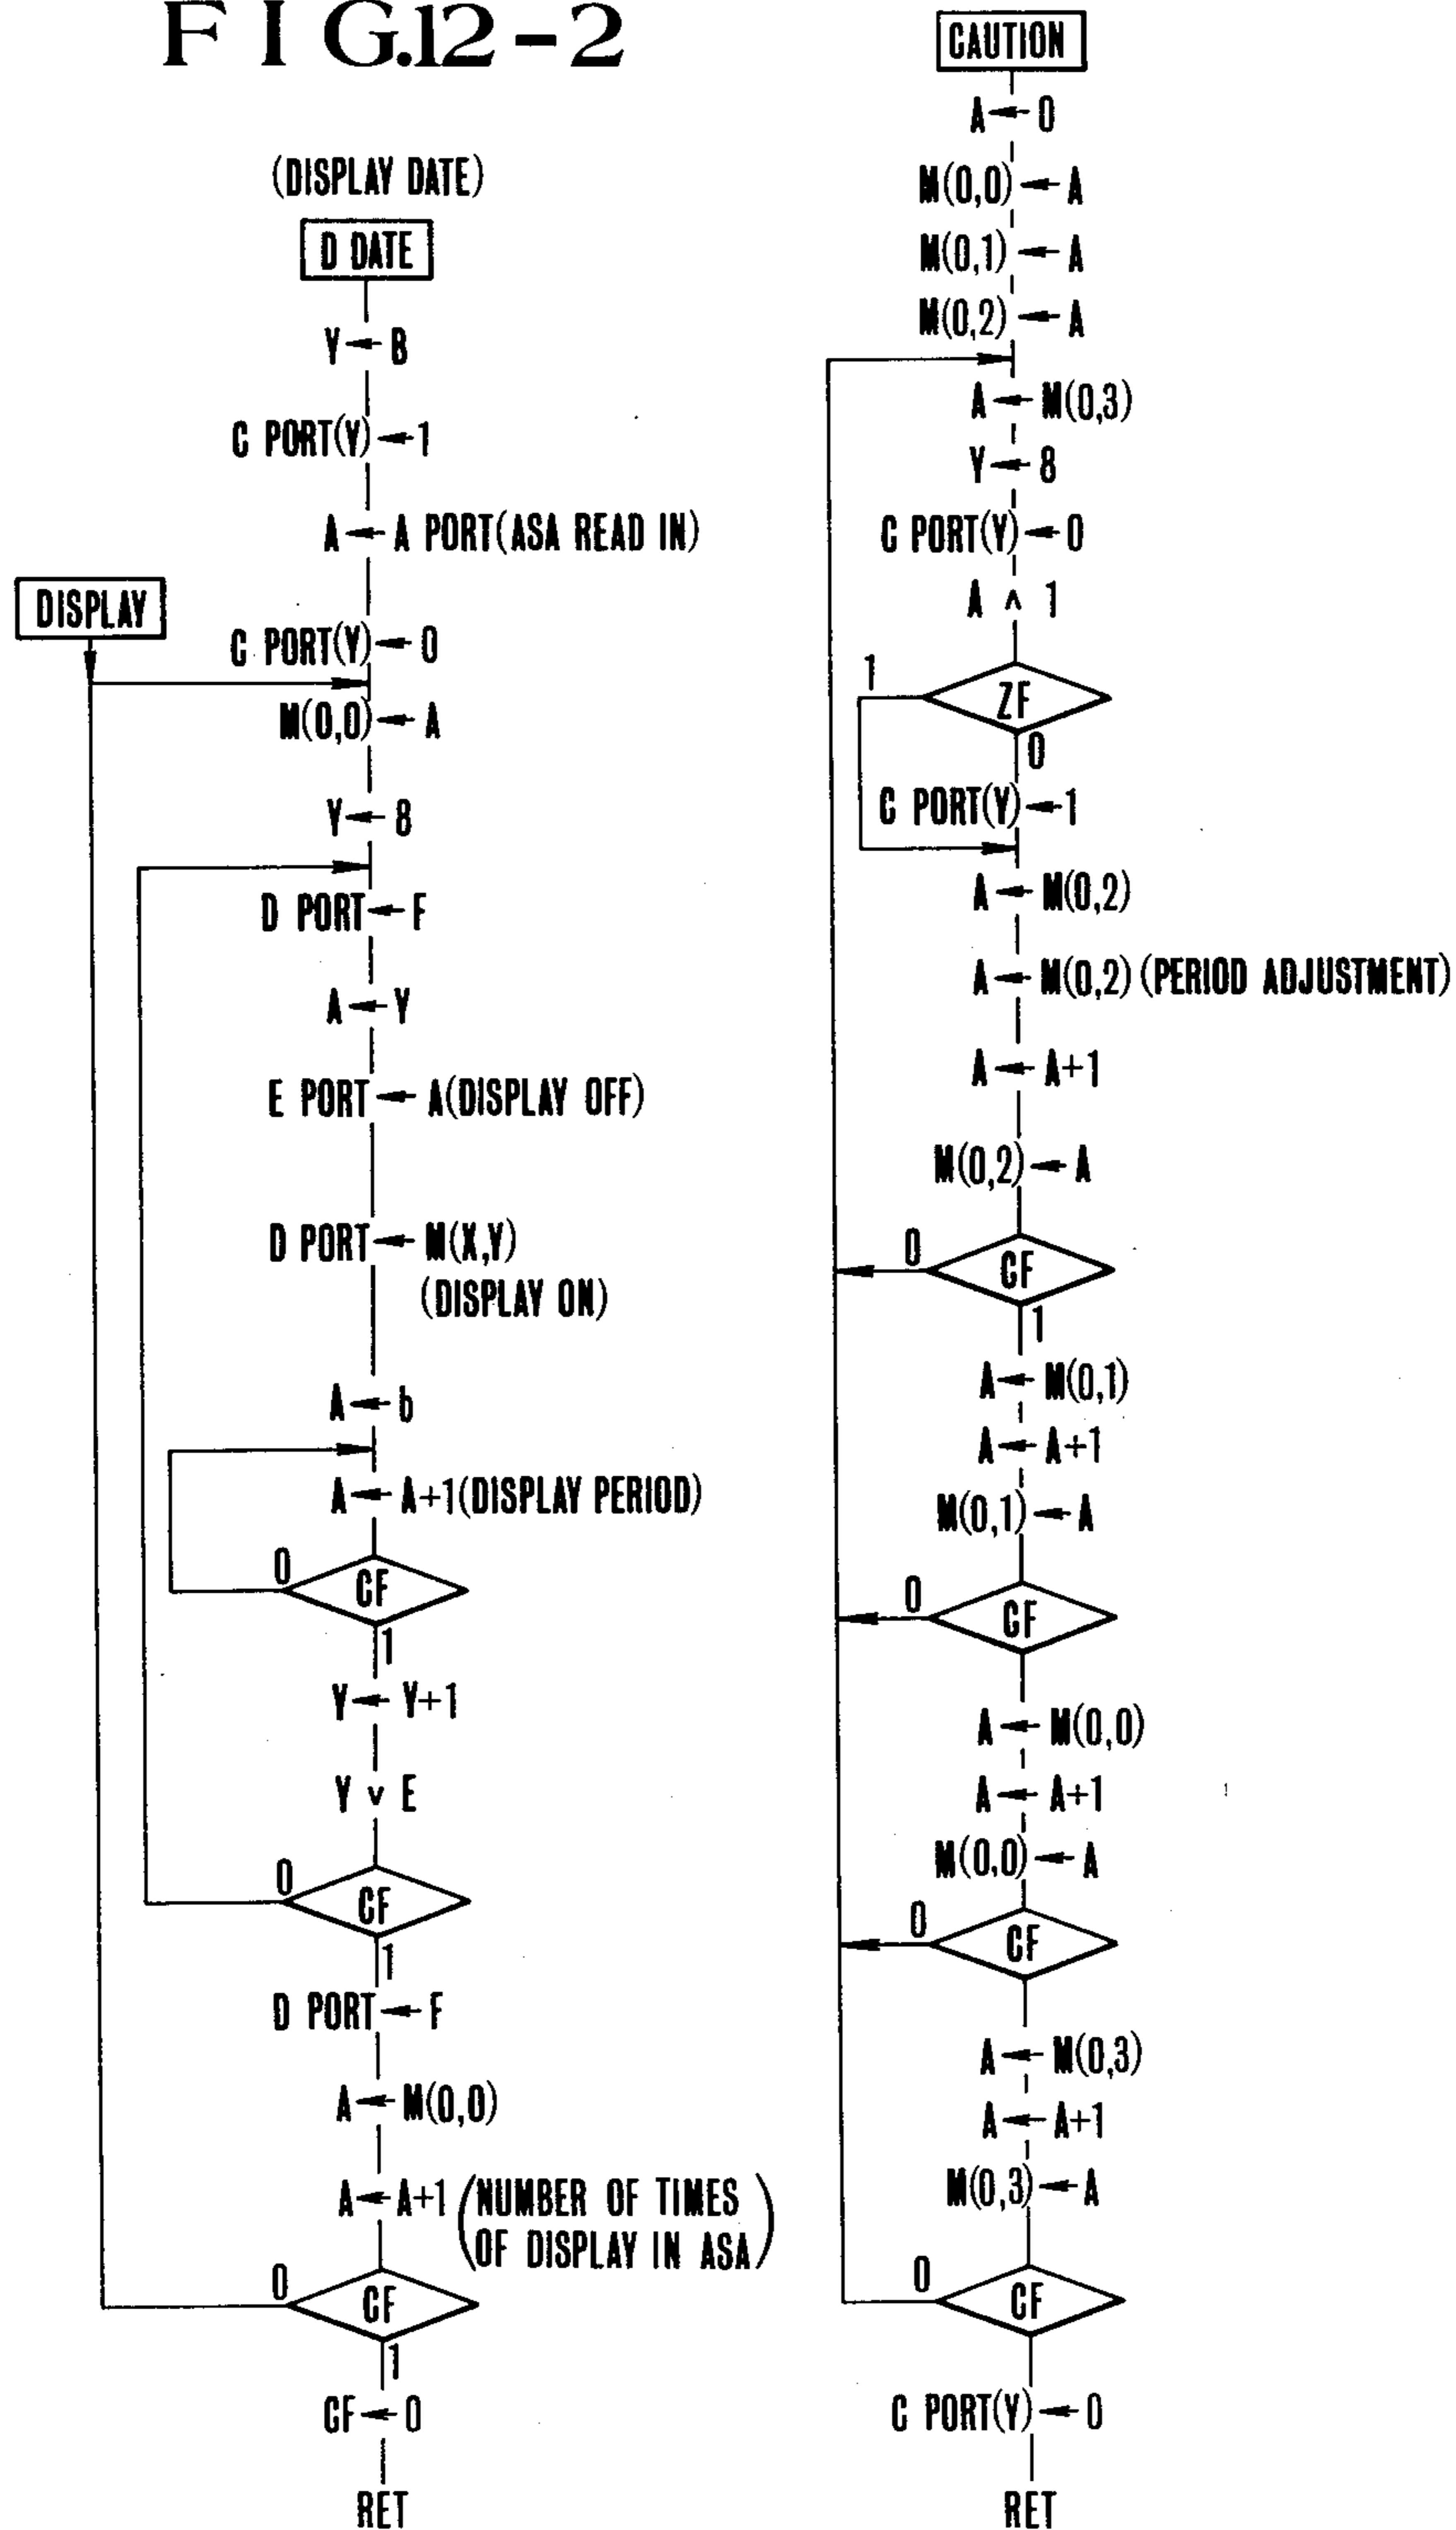 FIG.12-2
(DISPLAY DATE)
D DATE
Y←B
C PORT(Y)←1
A←A PORT(ASA READ IN)
DISPLAY
C PORT(Y)←0
M(0,0)←A
Y←8
D PORT←F
A←Y
E PORT←A(DISPLAY OFF)
D PORT←M(X,Y)
(DISPLAY ON)
A←b
A←A+1(DISPLAY PERIOD)
0
CF
1
Y←Y+1
Y∨E
0
CF
1
D PORT←F
A←M(0,0)
A←A+1(NUMBER OF TIMES
OF DISPLAY IN ASA)
0
CF
1
CF←0
RET
CAUTION
A←0
M(0,0)←A
M(0,1)←A
M(0,2)←A
A←M(0,3)
Y←8
C PORT(Y)←0
A∧1
1
ZF
0
C PORT(Y)←1
A←M(0,2)
A←M(0,2)(PERIOD ADJUSTMENT)
A←A+1
M(0,2)←A
0
CF
1
A←M(0,1)
A←A+1
M(0,1)←A
0
CF
A←M(0,0)
A←A+1
M(0,0)←A
0
CF
A←M(0,3)
A←A+1
M(0,3)←A
0
CF
C PORT(Y)←0
RET